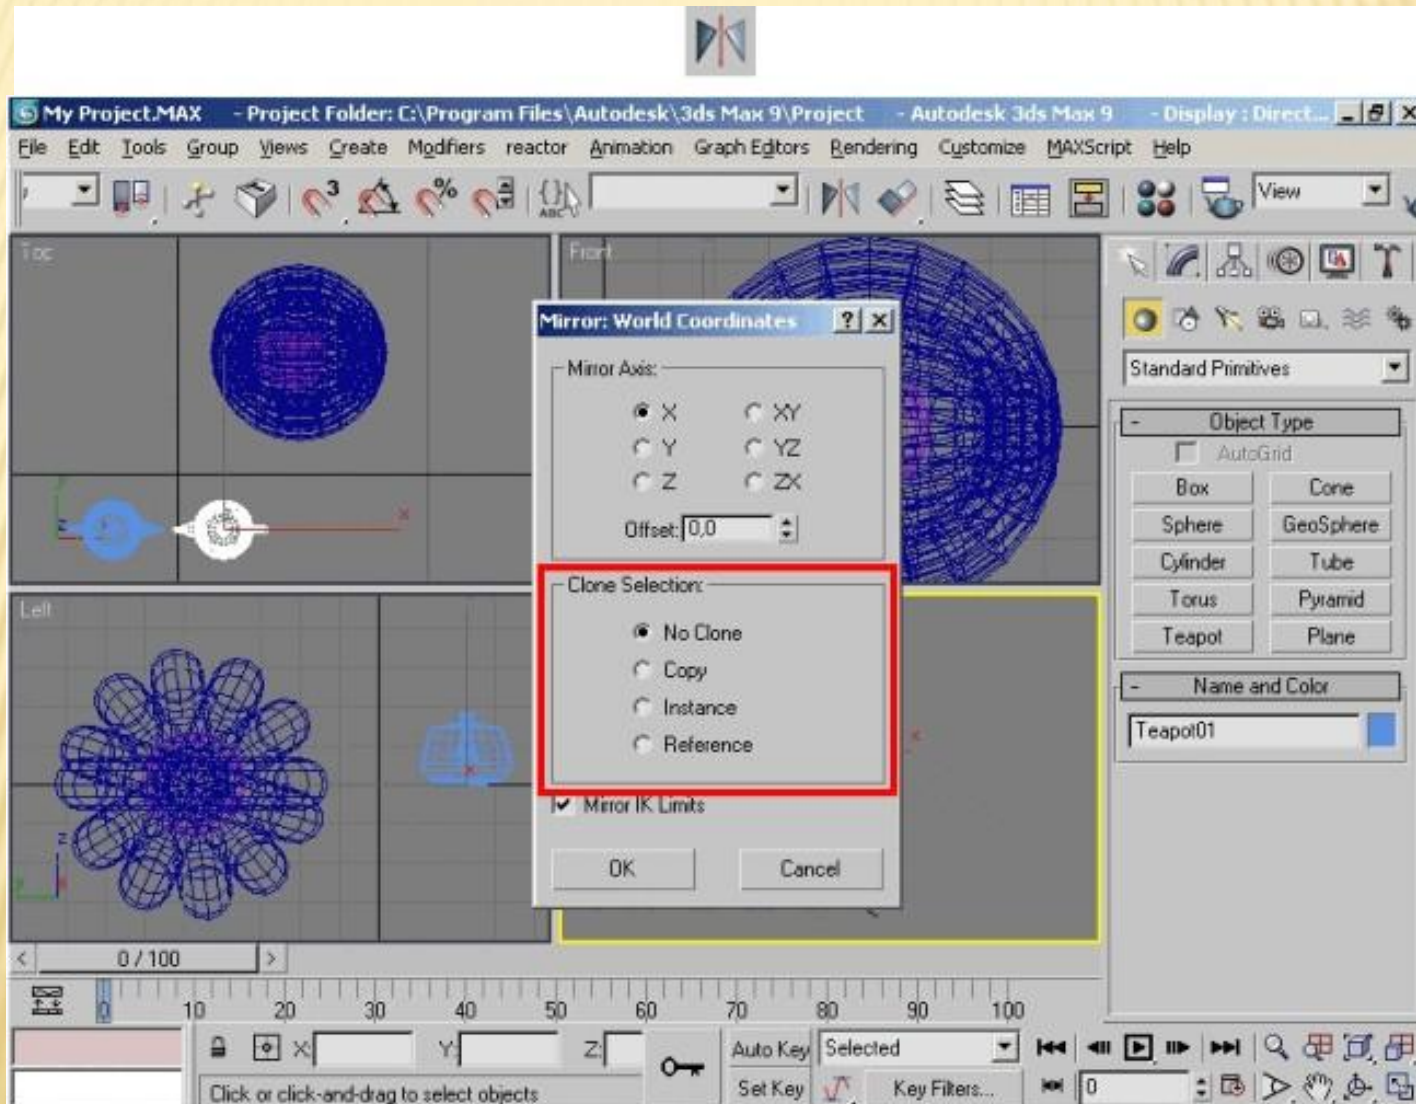 My Project.MAX - Project Folder: C:\Program Files\Autodesk\3ds Max 9\Project - Autodesk 3ds Max 9 - Display : Direct...
File Edit Tools Group Views Create Modifiers reactor Animation Graph Editors Rendering Customize MAXScript Help
3 % ABC View
Top Front
Mirror: World Coordinates
Standard Primitives
Mirror Axis:
X XY
Y YZ
Z ZX
Offset: 0,0
Object Type
AutoGrid
Box Cone
Sphere GeoSphere
Cylinder Tube
Torus Pyramid
Teapot Plane
Left
Clone Selection:
No Clone
Copy
Instance
Reference
Name and Color
Teapot01
Mirror IK Limits
OK Cancel
0 / 100
0 10 20 30 40 50 60 70 80 90 100
X: Y: Z: Auto Key Selected
Click or click-and-drag to select objects Set Key Key Filters... 0